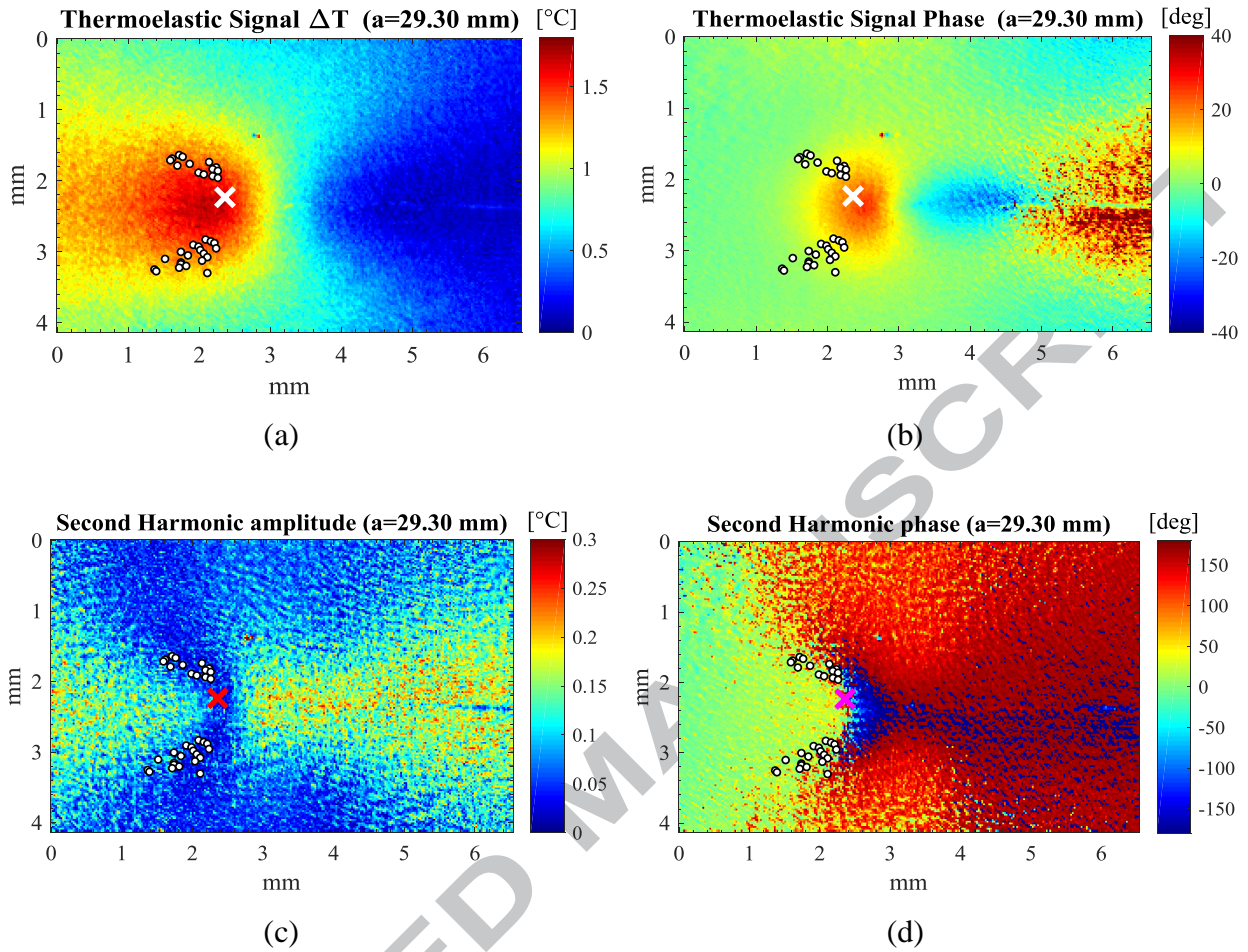 Thermoelastic Signal ΔT (a=29.30 mm) [°C]
0
1
2
3
4
mm
0 1 2 3 4 5 6
mm
1.5
1
0.5
0
(a)
Thermoelastic Signal Phase (a=29.30 mm) [deg]
0
1
2
3
4
mm
0 1 2 3 4 5 6
mm
40
20
0
-20
-40
(b)
Second Harmonic amplitude (a=29.30 mm) [°C]
0
1
2
3
4
mm
0 1 2 3 4 5 6
mm
0.3
0.25
0.2
0.15
0.1
0.05
0
(c)
Second Harmonic phase (a=29.30 mm) [deg]
0
1
2
3
4
mm
0 1 2 3 4 5 6
mm
150
100
50
0
-50
-100
-150
(d)